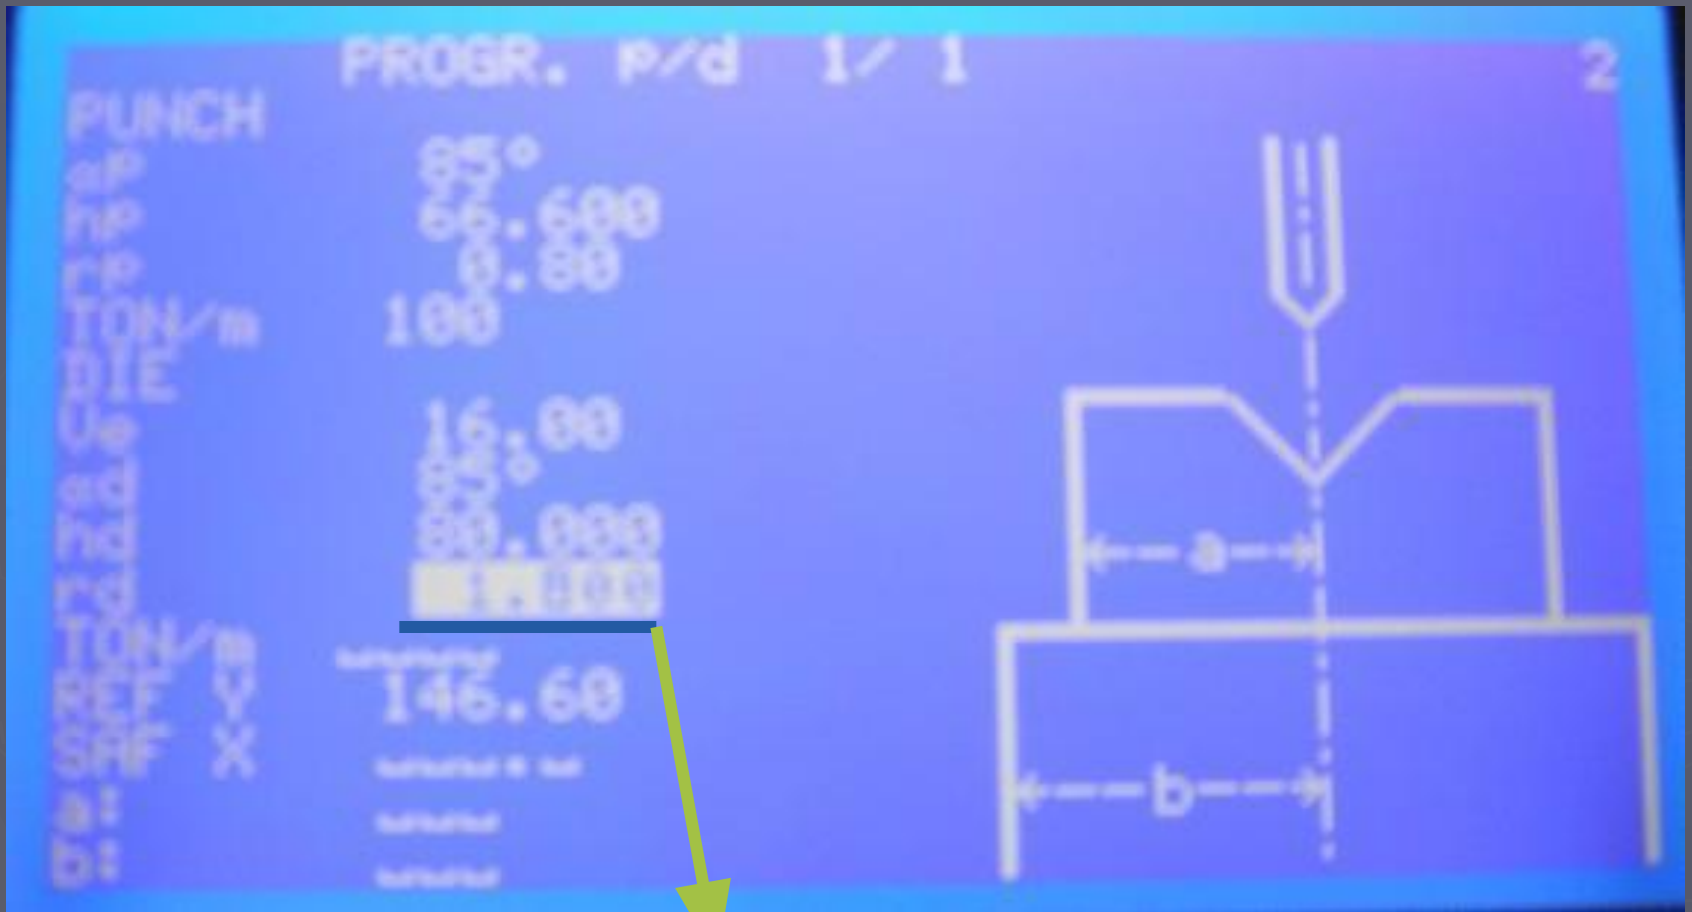 PROGR. p/d 1/ 1 2
PUNCH
αP 85°
hP 66.600
rP 0.80
TON/m 100
DIE
Ve 16.00
αd 85°
hd 80.000
rd
TON/m
REF Y 146.60
SAF X
a:
b:
a
b